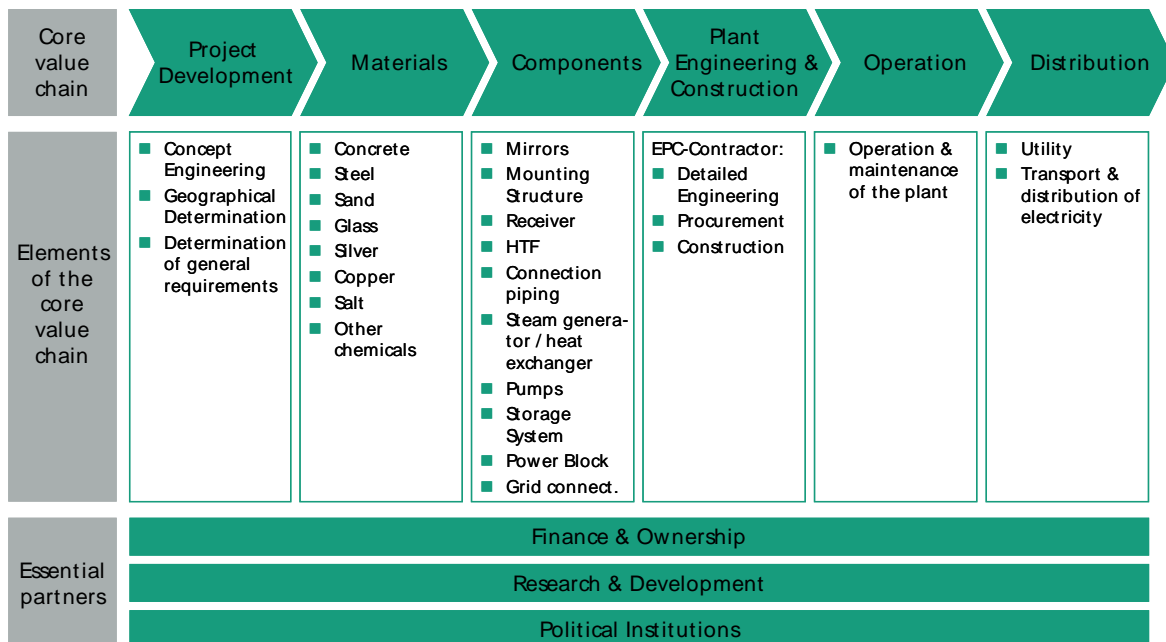 Core
value
chain
Project
Development
Materials
Components
Plant
Engineering &
Construction
Operation
Distribution
Elements
of the
core
value
chain
Concept
Engineering
Geographical
Determination
Determination
of general
requirements
Concrete
Steel
Sand
Glass
Silver
Copper
Salt
Other
chemicals
Mirrors
Mounting
Structure
Receiver
HTF
Connection
piping
Steam genera-
tor / heat
exchanger
Pumps
Storage
System
Power Block
Grid connect.
EPC-Contractor:
Detailed
Engineering
Procurement
Construction
Operation &
maintenance
of the plant
Utility
Transport &
distribution of
electricity
Essential
partners
Finance & Ownership
Research & Development
Political Institutions